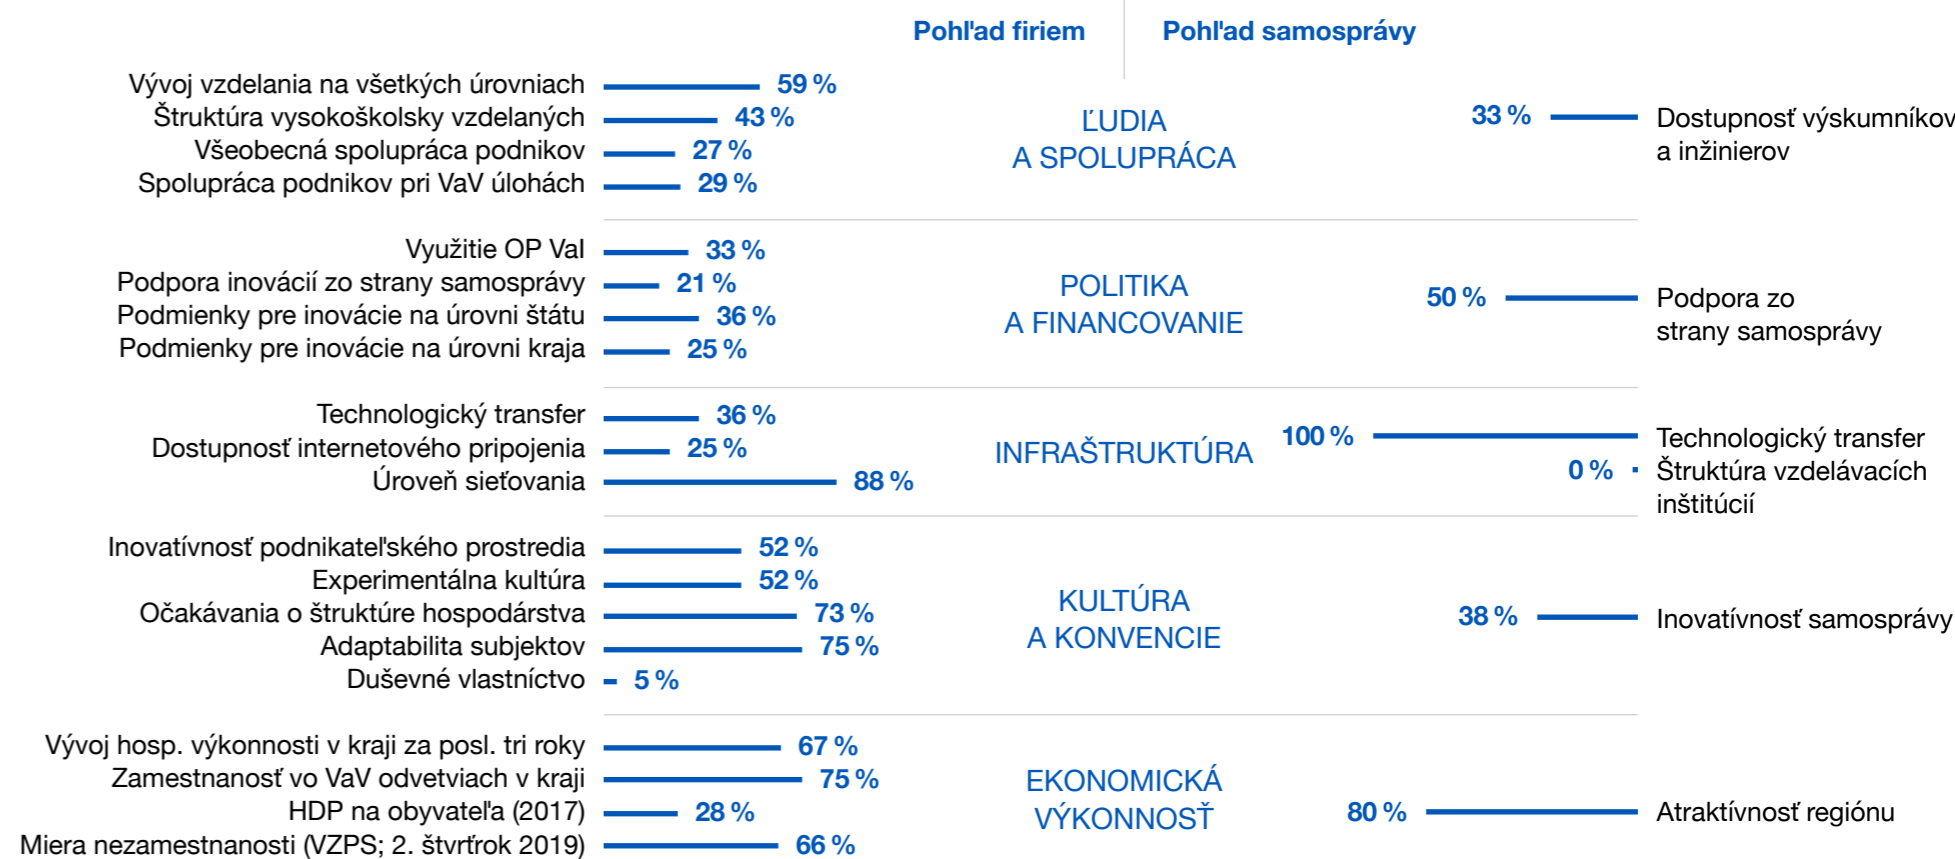 Pohľad firiem
Pohľad samosprávy
Vývoj vzdelania na všetkých úrovniach 59 %
Štruktúra vysokoškolsky vzdelaných 43 %
Všeobecná spolupráca podnikov 27 %
Spolupráca podnikov pri VaV úlohách 29 %
ĽUDIA
A SPOLUPRÁCA
33 % Dostupnosť výskumníkov
a inžinierov
Využitie OP VaI 33 %
Podpora inovácií zo strany samosprávy 21 %
Podmienky pre inovácie na úrovni štátu 36 %
Podmienky pre inovácie na úrovni kraja 25 %
POLITIKA
A FINANCOVANIE
50 % Podpora zo
strany samosprávy
Technologický transfer 36 %
Dostupnosť internetového pripojenia 25 %
Úroveň sieťovania 88 %
INFRAŠTRUKTÚRA
100 % Technologický transfer
0 % Štruktúra vzdelávacích
inštitúcií
Inovatívnosť podnikateľského prostredia 52 %
Experimentálna kultúra 52 %
Očakávania o štruktúre hospodárstva 73 %
Adaptabilita subjektov 75 %
Duševné vlastníctvo 5 %
KULTÚRA
A KONVENCIE
38 % Inovatívnosť samosprávy
Vývoj hosp. výkonnosti v kraji za posl. tri roky 67 %
Zamestnanosť vo VaV odvetviach v kraji 75 %
HDP na obyvateľa (2017) 28 %
Miera nezamestnanosti (VZPS; 2. štvrťrok 2019) 66 %
EKONOMICKÁ
VÝKONNOSŤ
80 % Atraktívnosť regiónu